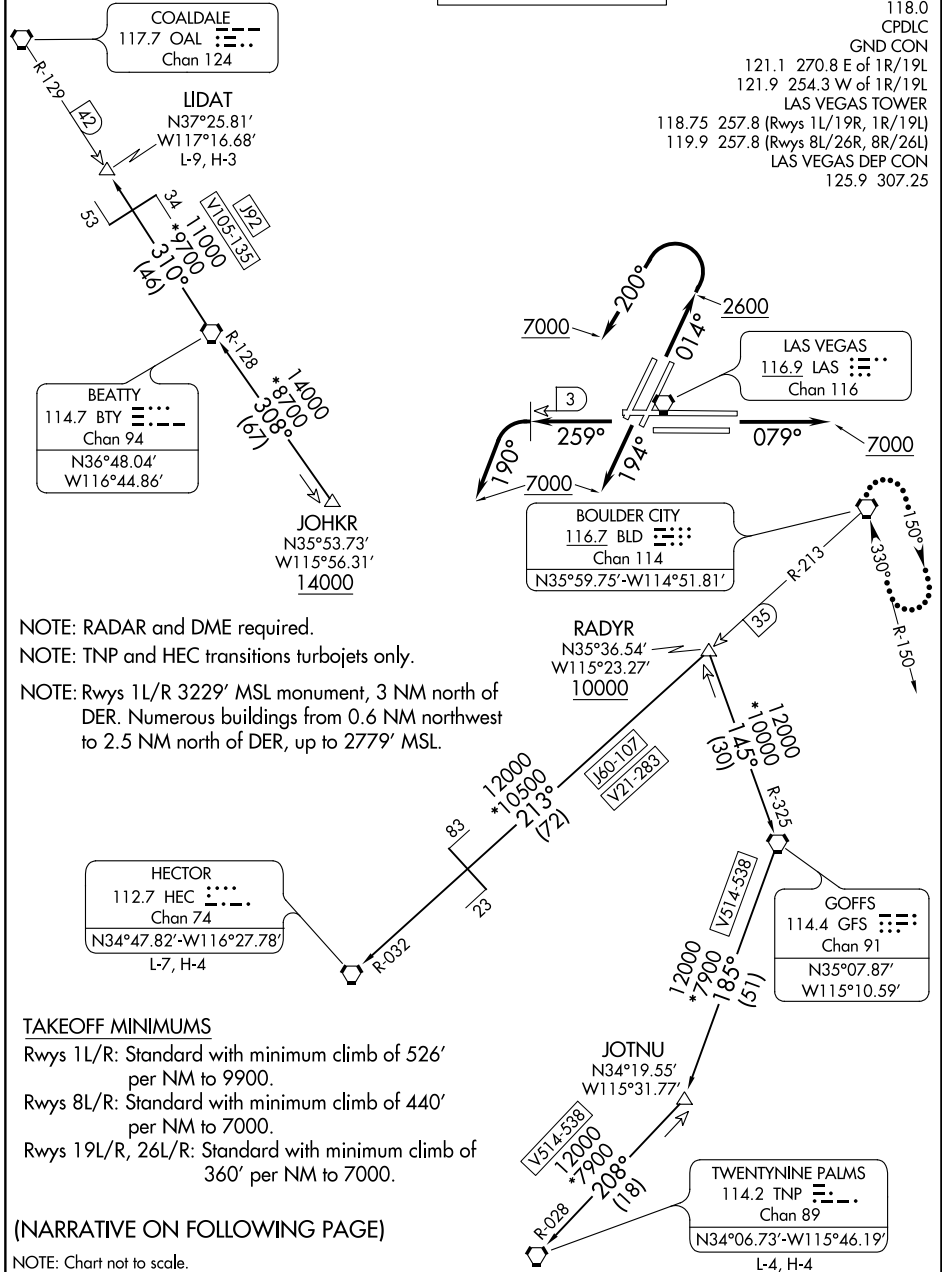 COALDALE
117.7 OAL
Chan 124
118.0
CPDLC
GND CON
121.1 270.8 E of 1R/19L
121.9 254.3 W of 1R/19L
LAS VEGAS TOWER
118.75 257.8 (Rwys 1L/19R, 1R/19L)
119.9 257.8 (Rwys 8L/26R, 8R/26L)
LAS VEGAS DEP CON
125.9 307.25
R-129
42
LIDAT
N37°25.81'
W117°16.68'
L-9, H-3
53
34
J92
V105-135
11000
*9700
310°
(46)
BEATTY
114.7 BTY
Chan 94
N36°48.04'
W116°44.86'
R-128
14000
*8700
308°
(67)
JOHKR
N35°53.73'
W115°56.31'
14000
200°
7000
014°
2600
LAS VEGAS
116.9 LAS
Chan 116
3
259°
190°
7000
194°
079°
7000
BOULDER CITY
116.7 BLD
Chan 114
N35°59.75'-W114°51.81'
R-213
35
150°
330°
R-150
NOTE: RADAR and DME required.
NOTE: TNP and HEC transitions turbojets only.
NOTE: Rwys 1L/R 3229' MSL monument, 3 NM north of
DER. Numerous buildings from 0.6 NM northwest
to 2.5 NM north of DER, up to 2779' MSL.
RADYR
N35°36.54'
W115°23.27'
10000
12000
*10500
213°
(72)
J60-107
V21-283
83
23
12000
*10000
145°
(30)
R-325
HECTOR
112.7 HEC
Chan 74
N34°47.82'-W116°27.78'
L-7, H-4
R-032
GOFFS
114.4 GFS
Chan 91
N35°07.87'
W115°10.59'
V514-538
12000
*7900
185°
(51)
TAKEOFF MINIMUMS
Rwys 1L/R: Standard with minimum climb of 526'
per NM to 9900.
Rwys 8L/R: Standard with minimum climb of 440'
per NM to 7000.
Rwys 19L/R, 26L/R: Standard with minimum climb of
360' per NM to 7000.
JOTNU
N34°19.55'
W115°31.77'
V514-538
12000
*7900
208°
(18)
R-028
TWENTYNINE PALMS
114.2 TNP
Chan 89
N34°06.73'-W115°46.19'
L-4, H-4
(NARRATIVE ON FOLLOWING PAGE)
NOTE: Chart not to scale.